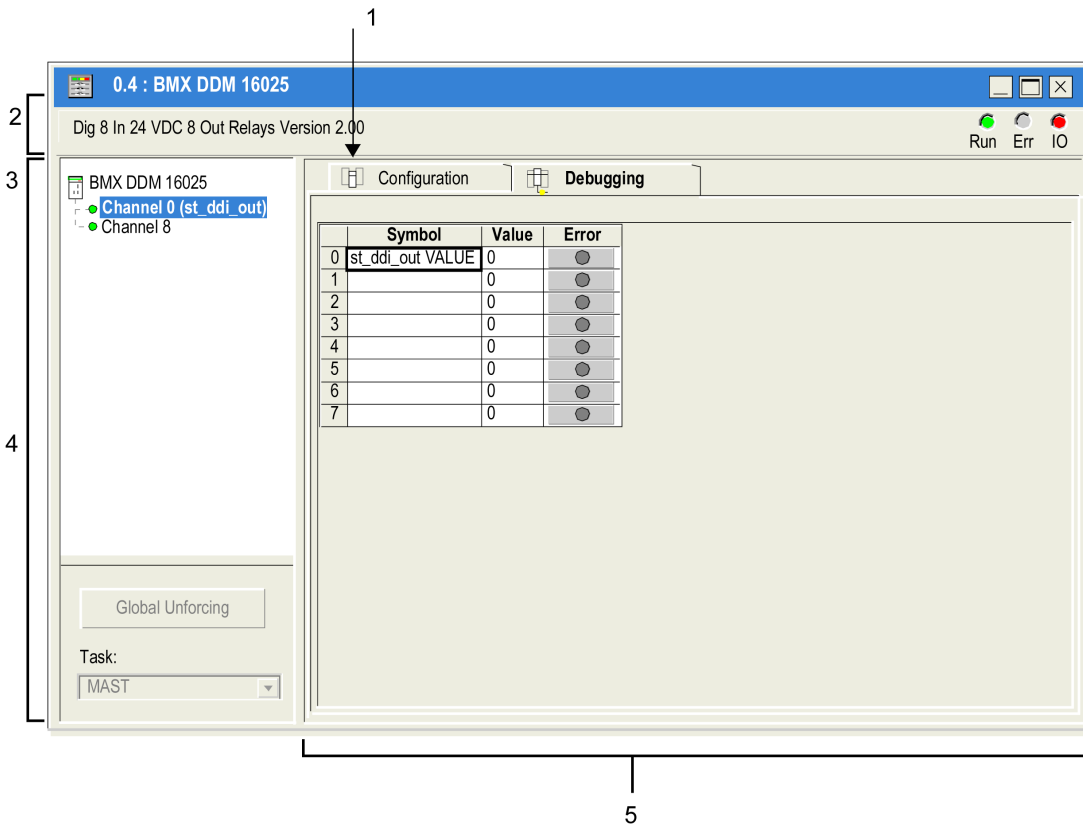 1
0.4 : BMX DDM 16025
2
Dig 8 In 24 VDC 8 Out Relays Version 2.00
Run Err IO
3
BMX DDM 16025
Channel 0 (st_ddi_out)
Channel 8
Configuration
Debugging
Symbol Value Error
0 st_ddi_out VALUE 0
1 0
2 0
3 0
4 0
5 0
6 0
7 0
4
Global Unforcing
Task:
MAST
5